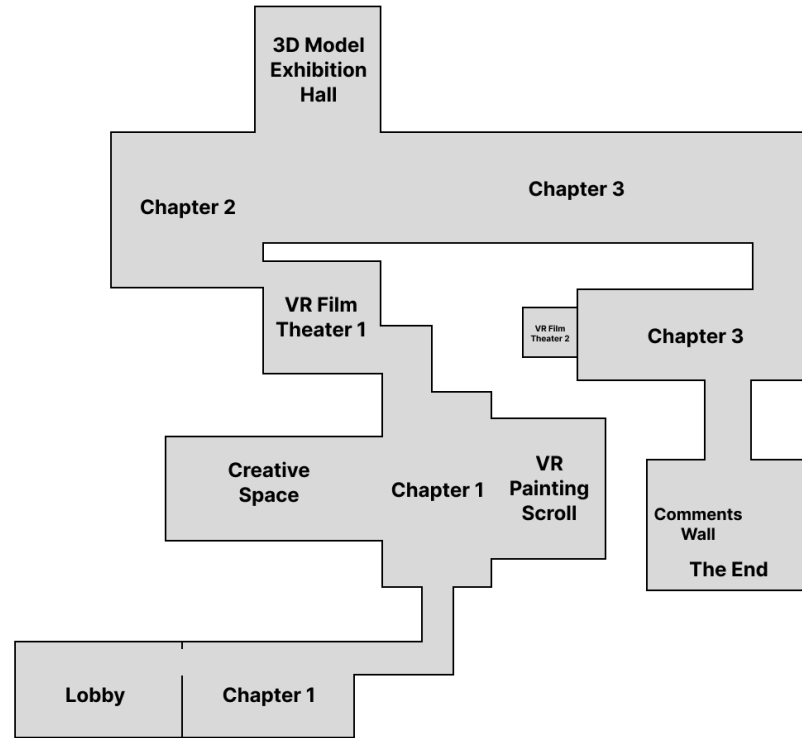 3D Model
Exhibition
Hall
Chapter 2
Chapter 3
VR Film
Theater 1
VR Film
Theater 2
Chapter 3
Creative
Space
Chapter 1
VR
Painting
Scroll
Comments
Wall
The End
Lobby
Chapter 1